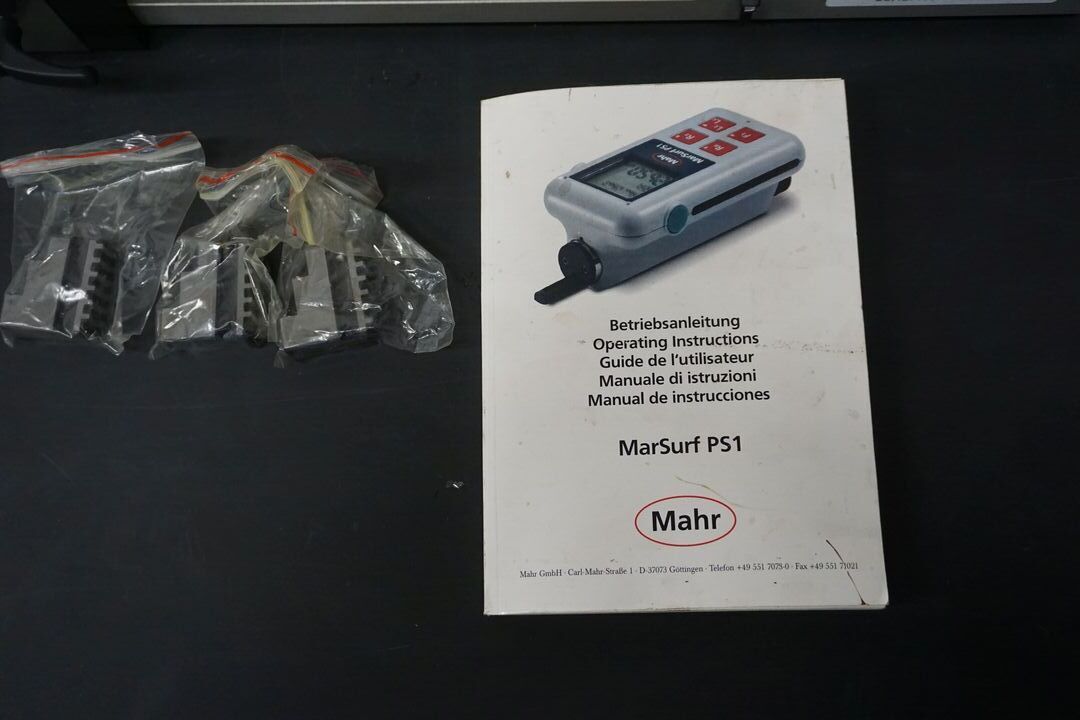 Mahr
MarSurf PS1
Betriebsanleitung
Operating Instructions
Guide de l'utilisateur
Manuale di istruzioni
Manual de instrucciones
MarSurf PS1
Mahr
Mahr GmbH · Carl-Mahr-Straße 1 · D-37073 Göttingen · Telefon +49 551 7073-0 · Fax +49 551 71021